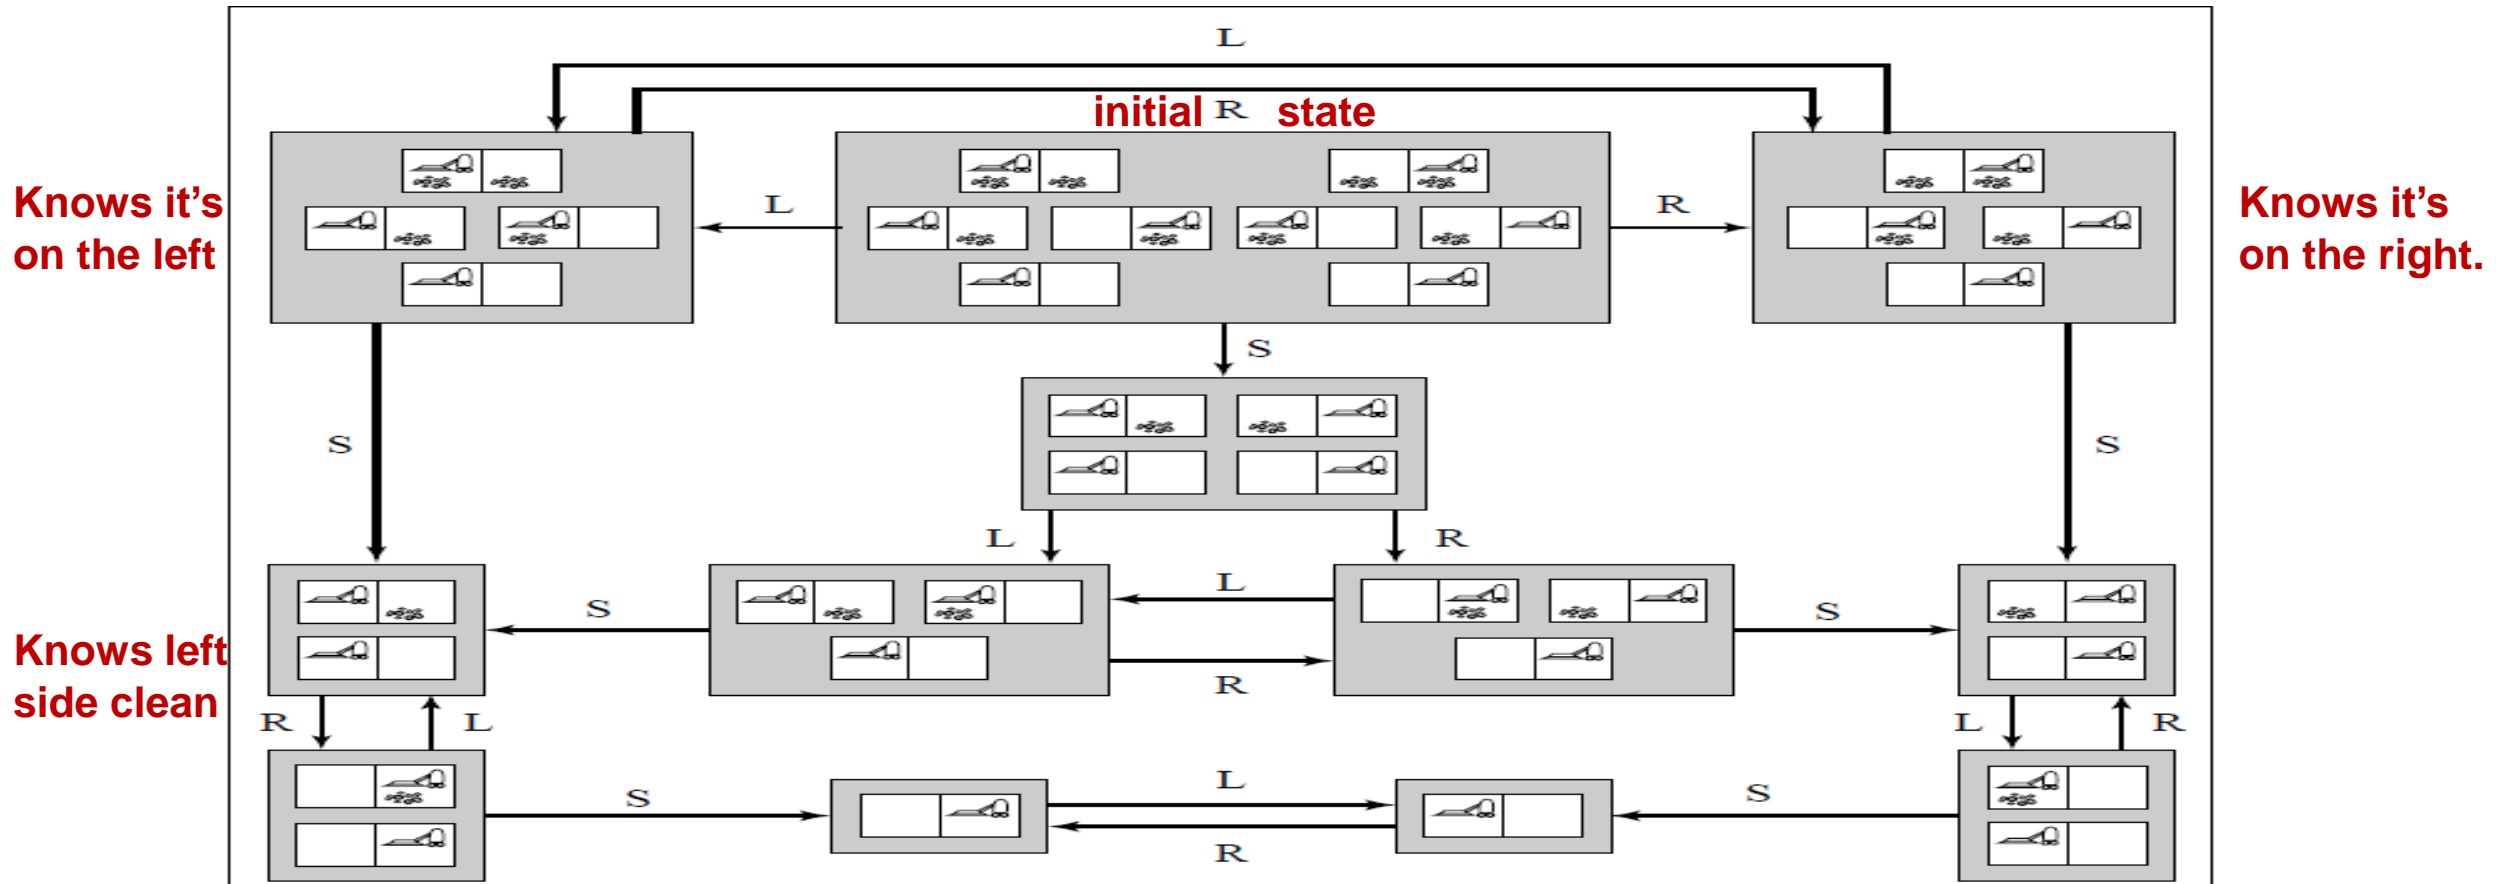 L
initial R state
Knows it's
on the left
L
R
Knows it's
on the right.
S
S
S
L
R
S
L
S
R
Knows left
side clean
R
L
L
R
S
L
S
R